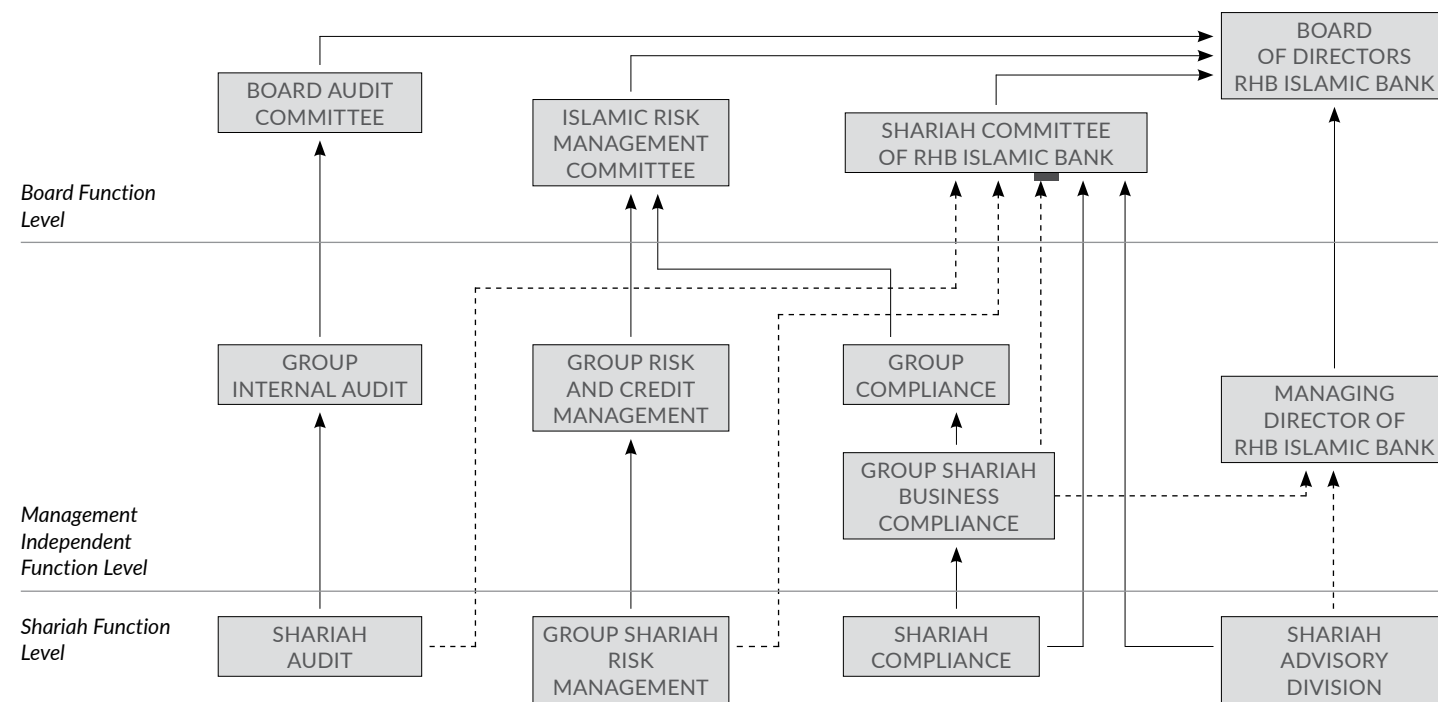 BOARD
OF DIRECTORS
RHB ISLAMIC BANK
BOARD AUDIT
COMMITTEE
ISLAMIC RISK
MANAGEMENT
COMMITTEE
SHARIAH COMMITTEE
OF RHB ISLAMIC BANK
Board Function
Level
GROUP
INTERNAL AUDIT
GROUP RISK
AND CREDIT
MANAGEMENT
GROUP
COMPLIANCE
MANAGING
DIRECTOR OF
RHB ISLAMIC BANK
GROUP SHARIAH
BUSINESS
COMPLIANCE
Management
Independent
Function Level
Shariah Function
Level
SHARIAH
AUDIT
GROUP SHARIAH
RISK
MANAGEMENT
SHARIAH
COMPLIANCE
SHARIAH
ADVISORY
DIVISION